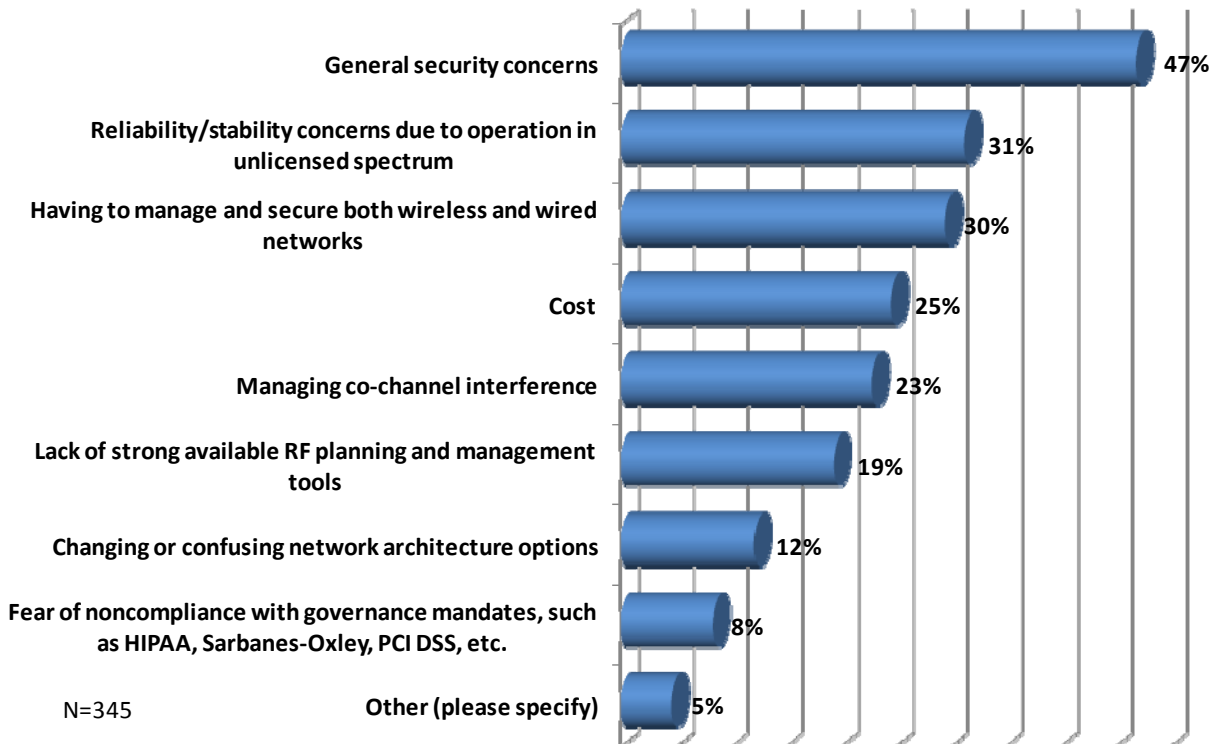 General security concerns
47%
Reliability/stability concerns due to operation in
unlicensed spectrum
31%
Having to manage and secure both wireless and wired
networks
30%
Cost
25%
Managing co-channel interference
23%
Lack of strong available RF planning and management
tools
19%
Changing or confusing network architecture options
12%
Fear of noncompliance with governance mandates, such
as HIPAA, Sarbanes-Oxley, PCI DSS, etc.
8%
Other (please specify)
5%
N=345